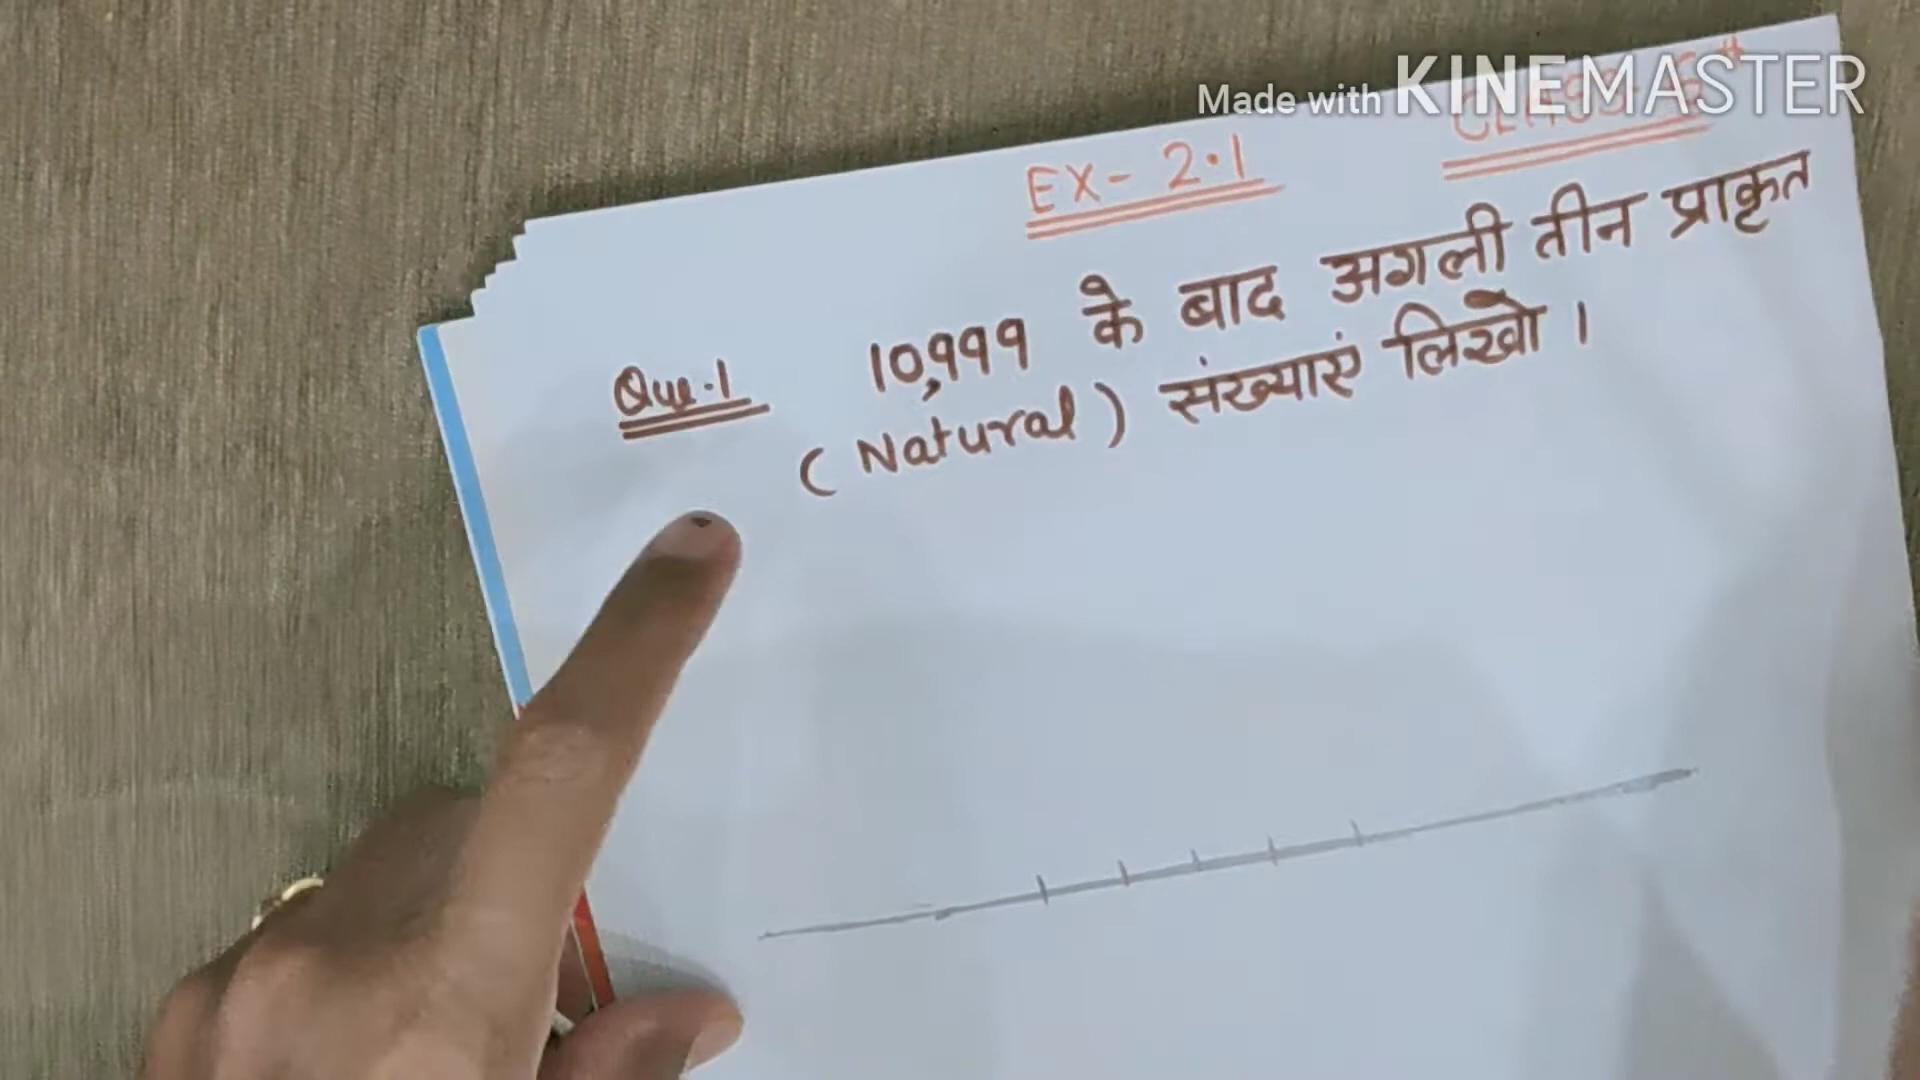 Made with KINEMASTER
EX- 2.1
Que.1 10,999 के बाद अगली तीन प्राकृत
(Natural) संख्याएं लिखो ।